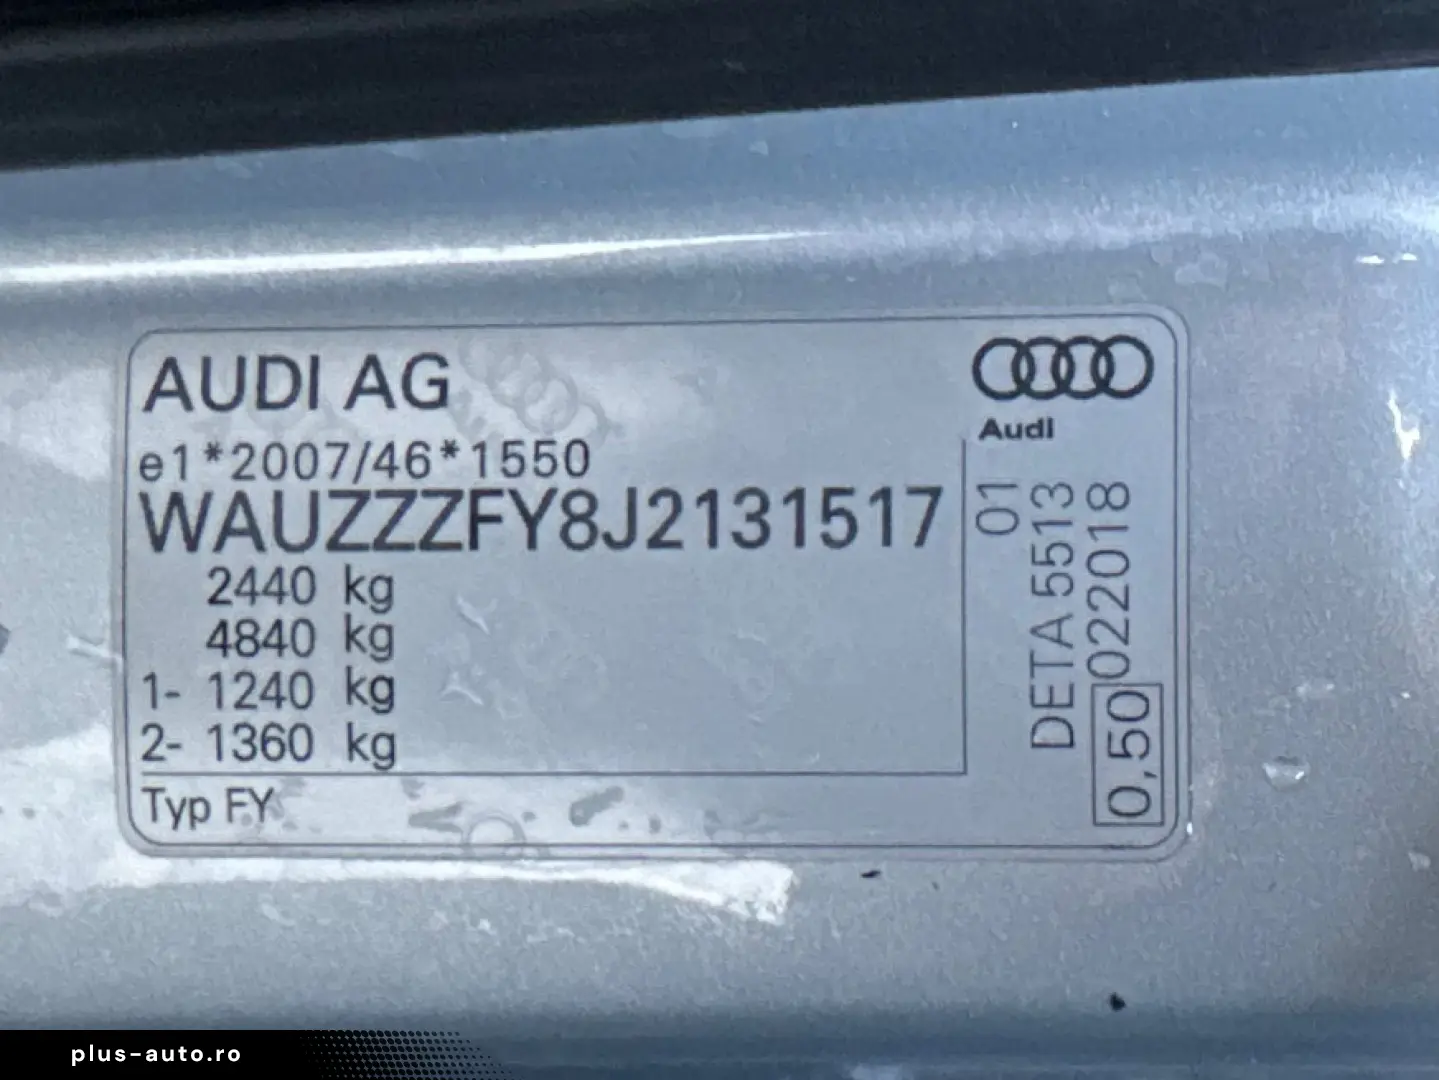 AUDI AG
Audi
e1*2007/46*1550
WAUZZZFY8J2131517
2440 kg
4840 kg
1- 1240 kg
2- 1360 kg
Typ FY
01
DETA 5513
0,50 022018
plus-auto.ro